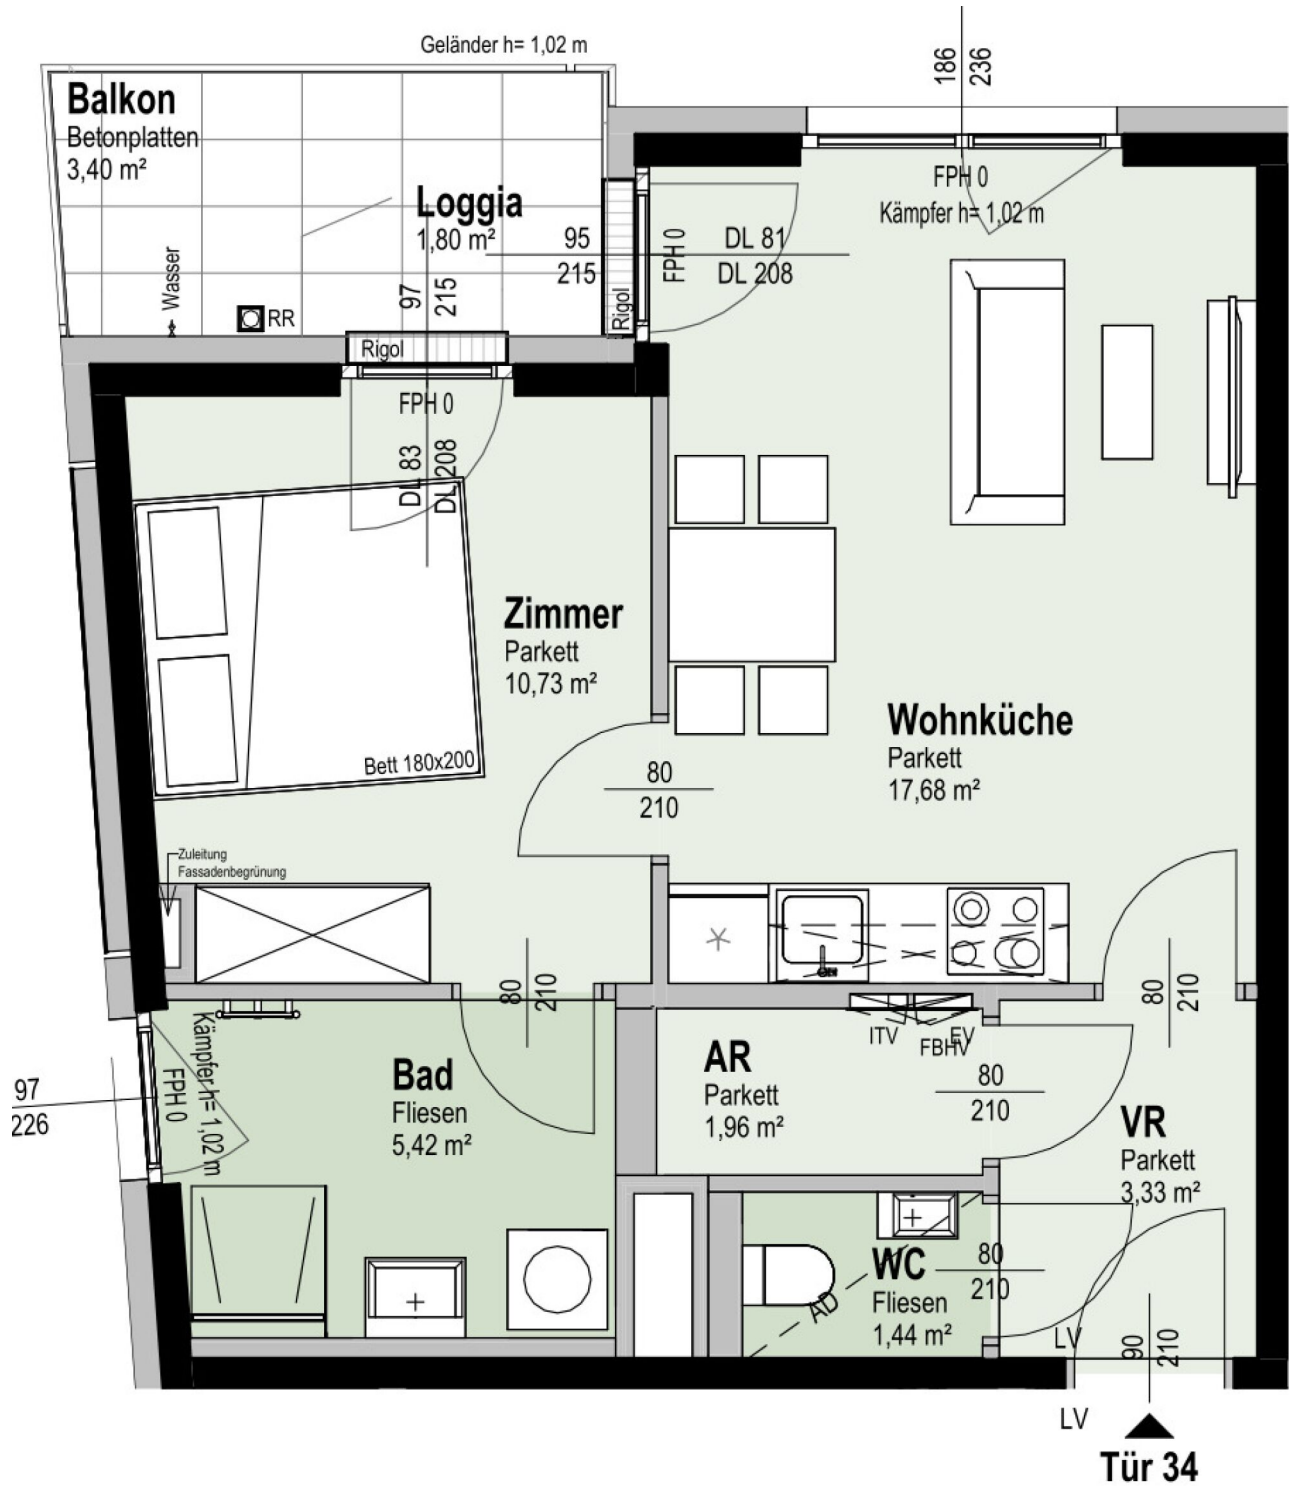 Geländer h= 1,02 m
186
236
Balkon
Betonplatten
3,40 m²
FPH 0
Kämpfer h= 1,02 m
Loggia
1,80 m²
95
215
FPH 0
DL 81
DL 208
Wasser
97
215
RR
Rigol
Rigol
FPH 0
DL 83
DL 208
Zimmer
Parkett
10,73 m²
Bett 180x200
Wohnküche
Parkett
17,68 m²
80
210
Zuleitung
Fassadenbegrünung
80
210
80
210
Kämpfer h= 1,02 m
FPH 0
97
226
Bad
Fliesen
5,42 m²
AR
Parkett
1,96 m²
ITV
FBHV
EV
80
210
VR
Parkett
3,33 m²
WC
Fliesen
1,44 m²
AD
80
210
LV
90
210
LV
Tür 34